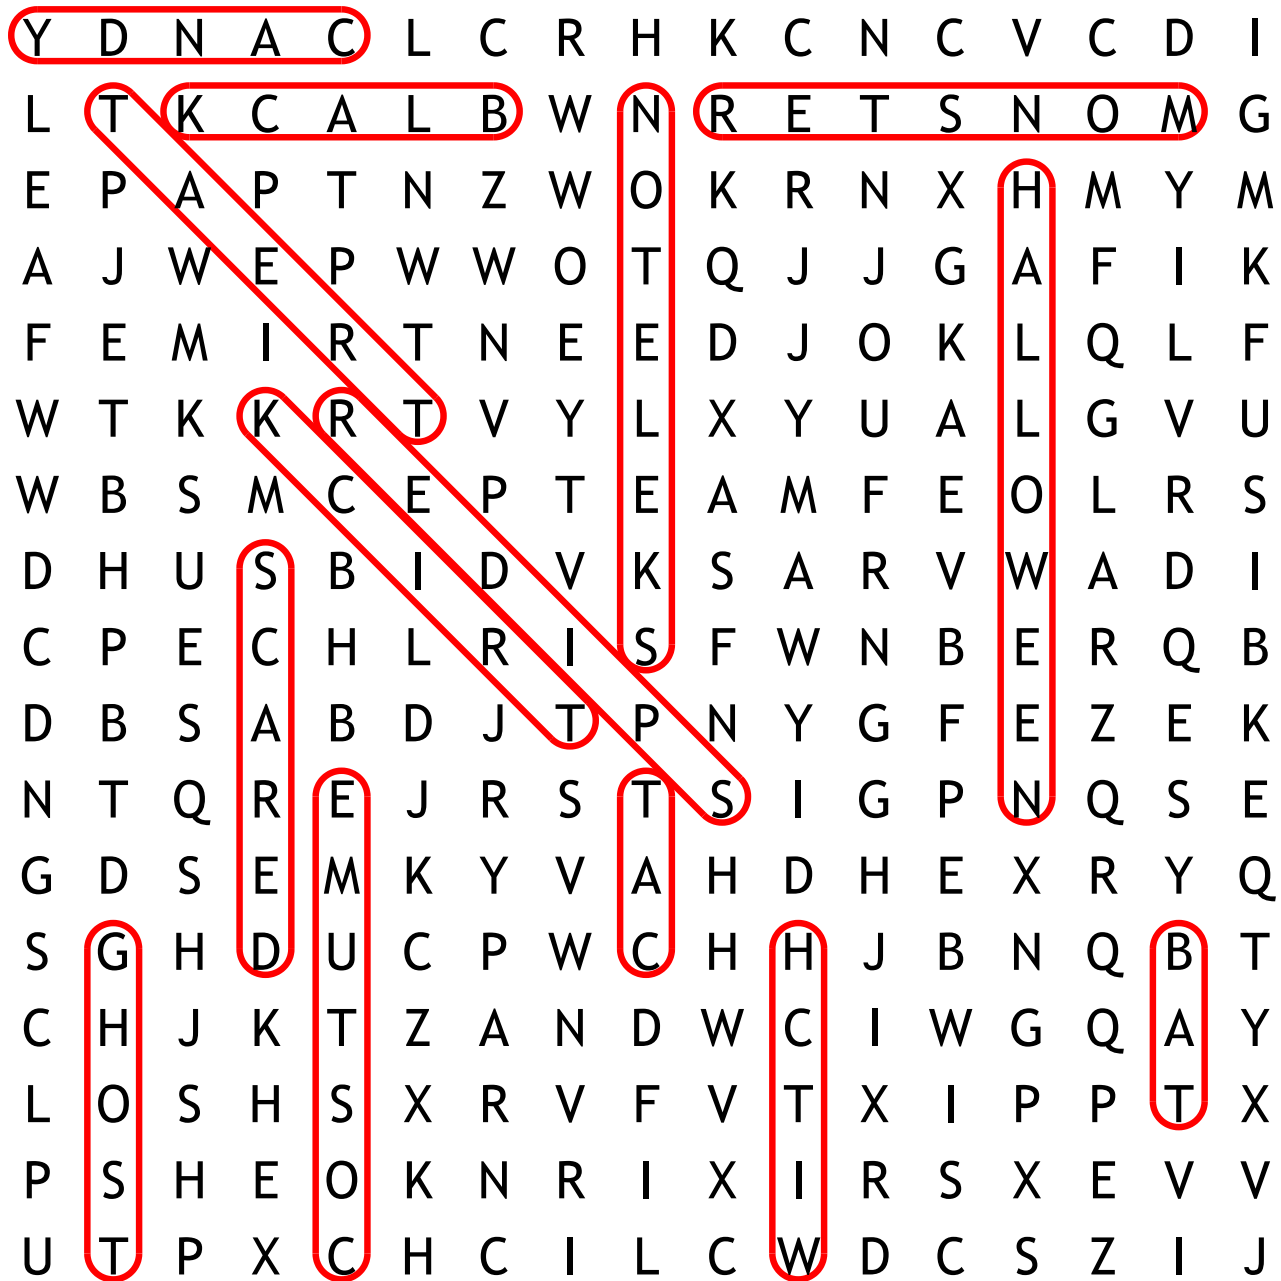 Y D N A C L C R H K C N C V C D I
L T K C A L B W N R E T S N O M G
E P A P T N Z W O K R N X H M Y M
A J W E P W W O T Q J J G A F I K
F E M I R T N E E D J O K L Q L F
W T K K R T V Y L X Y U A L G V U
W B S M C E P T E A M F E O L R S
D H U S B I D V K S A R V W A D I
C P E C H L R I S F W N B E R Q B
D B S A B D J T P N Y G F E Z E K
N T Q R E J R S T S I G P N Q S E
G D S E M K Y V A H D H E X R Y Q
S G H D U C P W C H H J B N Q B T
C H J K T Z A N D W C I W G Q A Y
L O S H S X R V F V T X I P P T X
P S H E O K N R I X I R S X E V V
U T P X C H C I L C W D C S Z I J